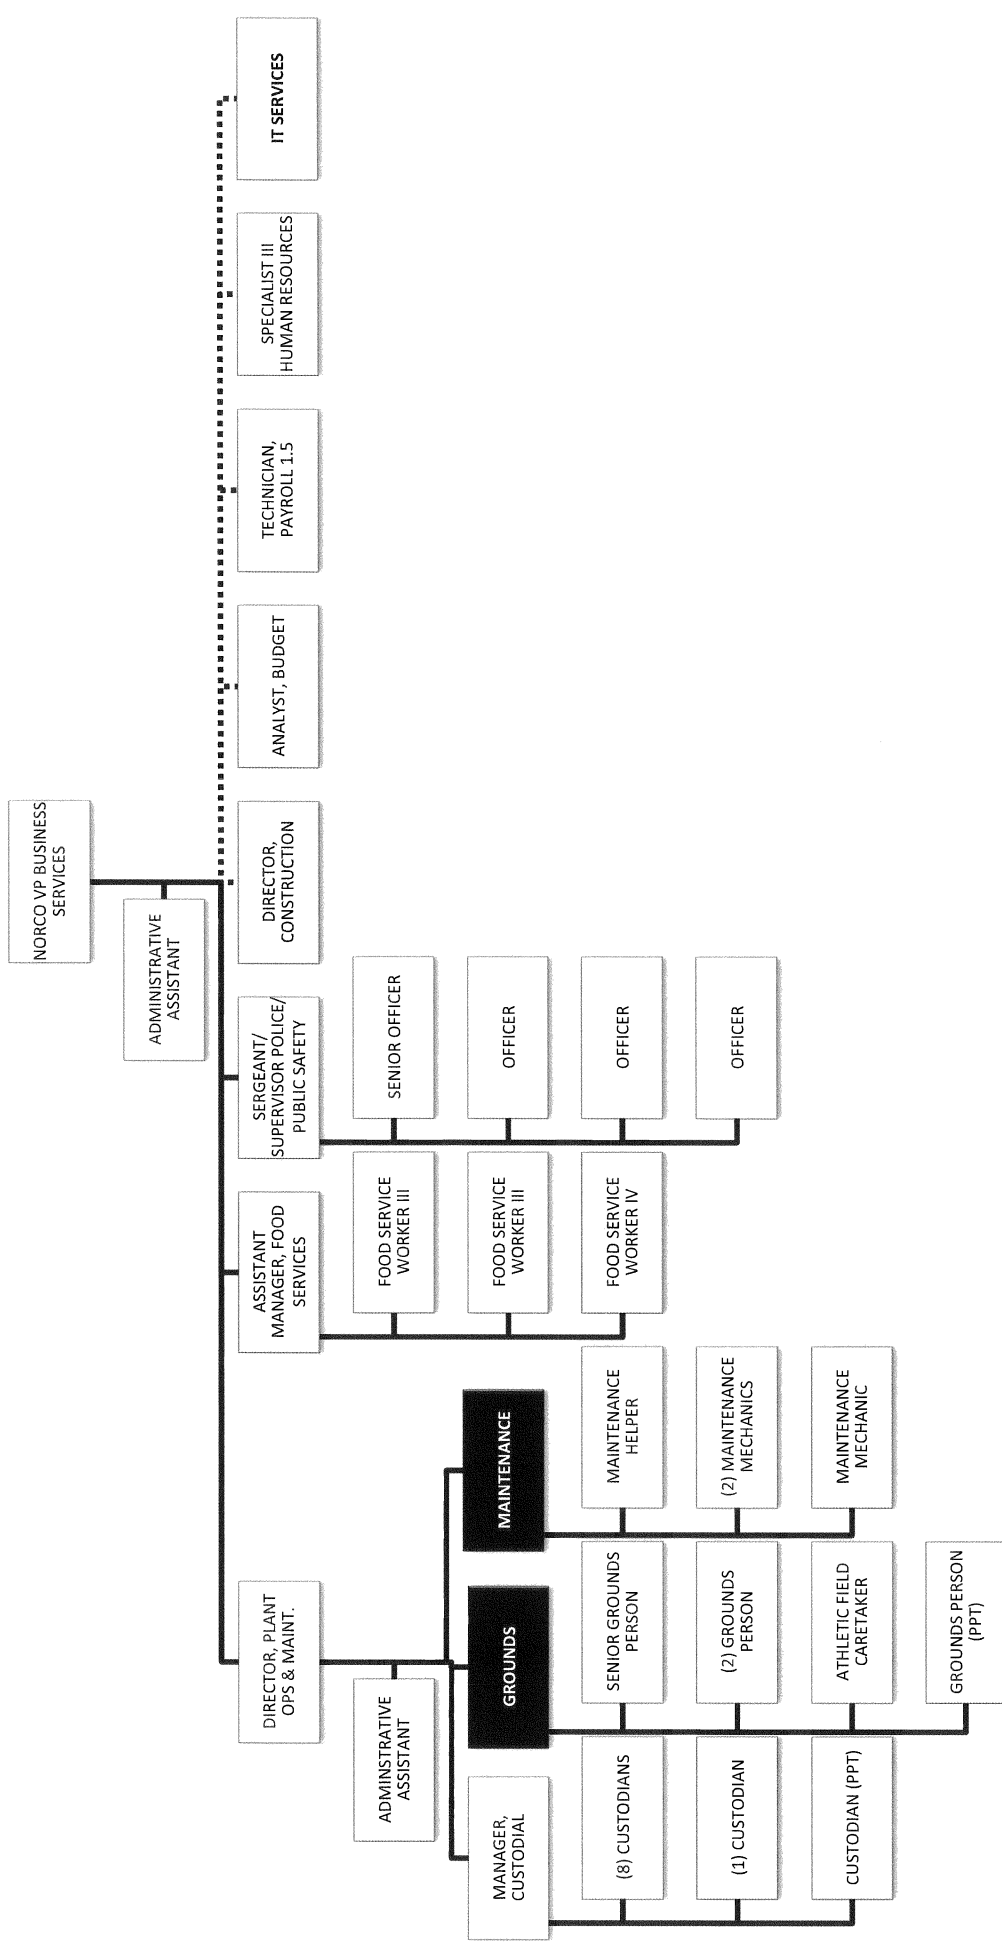 NORCO VP BUSINESS
SERVICES
ADMINISTRATIVE
ASSISTANT
DIRECTOR, PLANT
OPS & MAINT.
ASSISTANT
MANAGER, FOOD
SERVICES
SERGEANT/
SUPERVISOR POLICE/
PUBLIC SAFETY
DIRECTOR,
CONSTRUCTION
ANALYST, BUDGET
TECHNICIAN,
PAYROLL 1.5
SPECIALIST III
HUMAN RESOURCES
IT SERVICES
ADMINSTRATIVE
ASSISTANT
MANAGER,
CUSTODIAL
(8) CUSTODIANS
(1) CUSTODIAN
CUSTODIAN (PPT)
GROUNDS
SENIOR GROUNDS
PERSON
(2) GROUNDS
PERSON
ATHLETIC FIELD
CARETAKER
GROUNDS PERSON
(PPT)
MAINTENANCE
MAINTENANCE
HELPER
(2) MAINTENANCE
MECHANICS
MAINTENANCE
MECHANIC
FOOD SERVICE
WORKER III
FOOD SERVICE
WORKER III
FOOD SERVICE
WORKER IV
SENIOR OFFICER
OFFICER
OFFICER
OFFICER